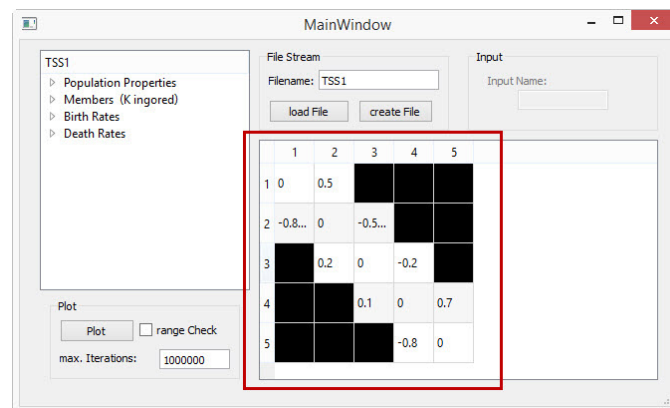 MainWindow
TSS1
Population Properties
Members (K ingored)
Birth Rates
Death Rates
File Stream
Filename: TSS1
load File create File
Input
Input Name:
1 2 3 4 5
1 0 0.5
2 -0.8... 0 -0.5...
3 0.2 0 -0.2
4 0.1 0 0.7
5 -0.8 0
Plot
Plot range Check
max. Iterations: 1000000